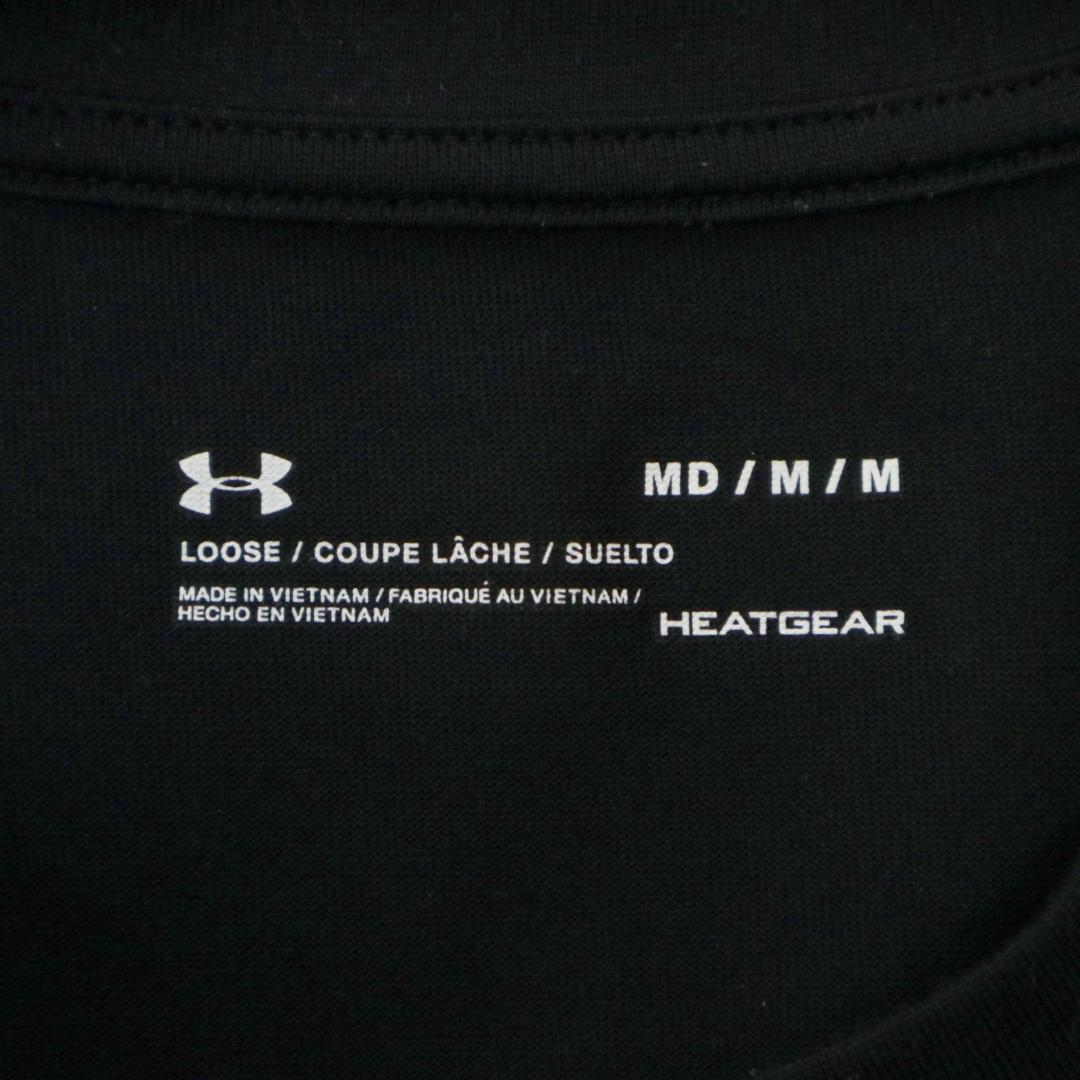 MD / M / M
LOOSE / COUPE LÂCHE / SUELTO
MADE IN VIETNAM / FABRIQUÉ AU VIETNAM /
HECHO EN VIETNAM
HEATGEAR